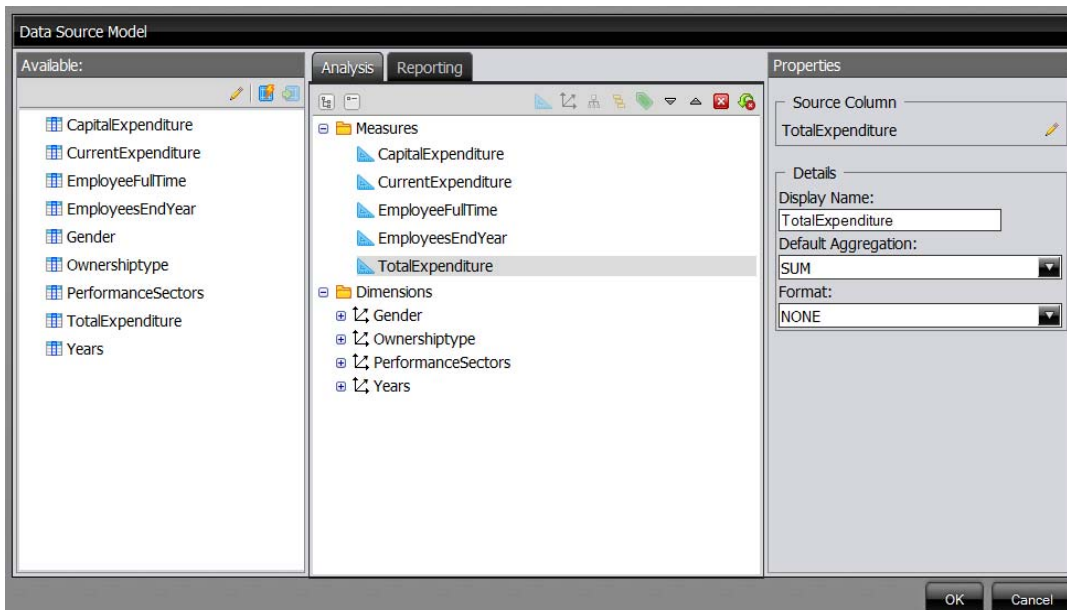 Data Source Model
Available:
CapitalExpenditure
CurrentExpenditure
EmployeeFullTime
EmployeesEndYear
Gender
Ownershiptype
PerformanceSectors
TotalExpenditure
Years
Analysis
Reporting
Measures
CapitalExpenditure
CurrentExpenditure
EmployeeFullTime
EmployeesEndYear
TotalExpenditure
Dimensions
Gender
Ownershiptype
PerformanceSectors
Years
Properties
Source Column
TotalExpenditure
Details
Display Name:
TotalExpenditure
Default Aggregation:
SUM
Format:
NONE
OK
Cancel